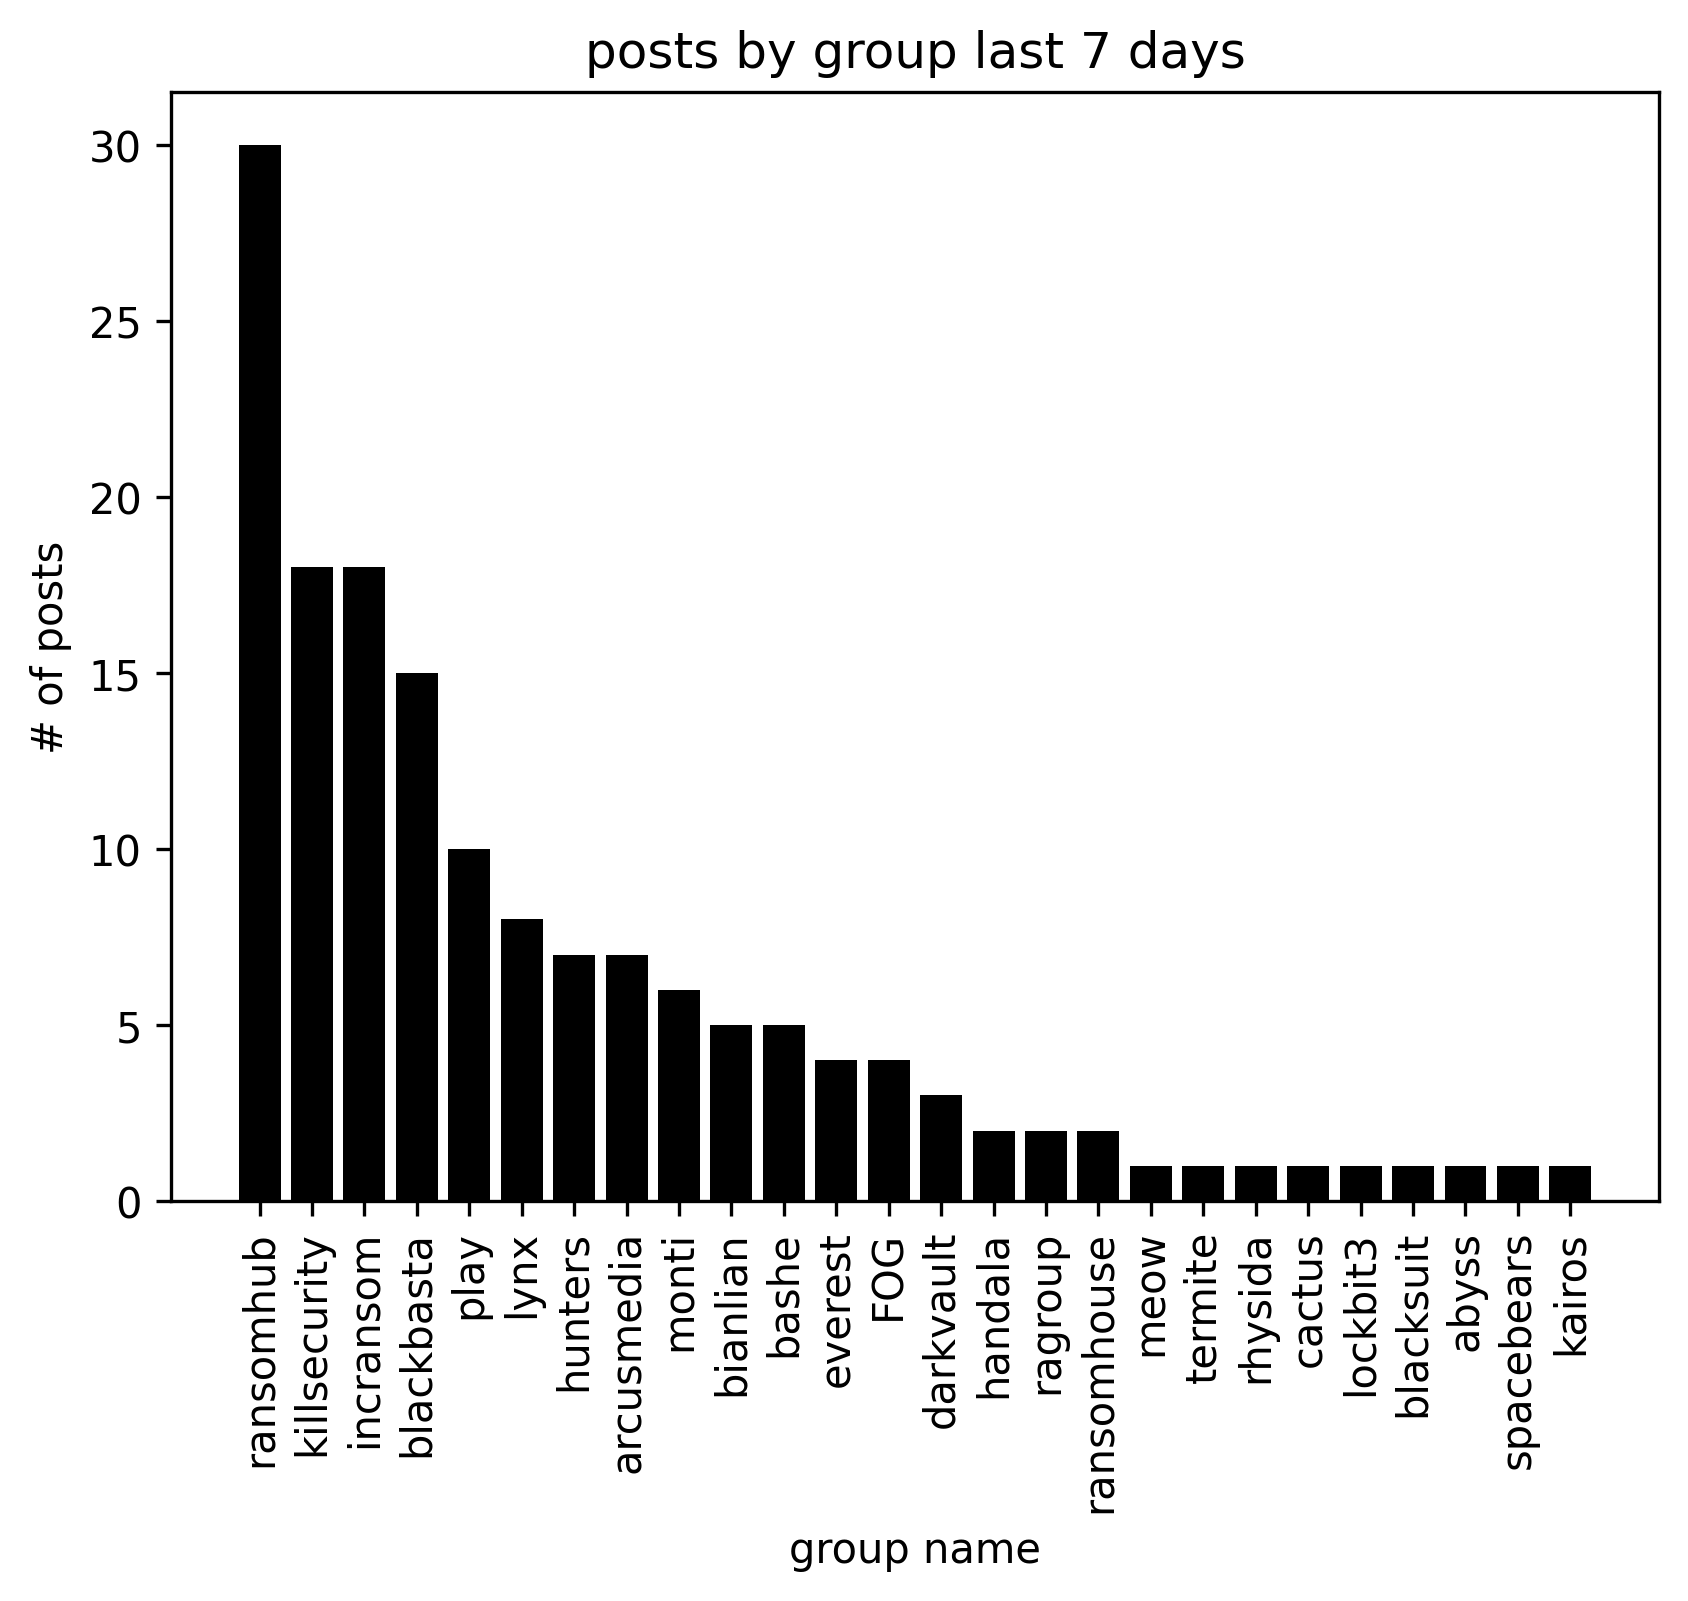 posts by group last 7 days
30
25
20
15
10
5
0
# of posts
ransomhub
killsecurity
incransom
blackbasta
play
lynx
hunters
arcusmedia
monti
bianlian
bashe
everest
FOG
darkvault
handala
ragroup
ransomhouse
meow
termite
rhysida
cactus
lockbit3
blacksuit
abyss
spacebears
kairos
group name